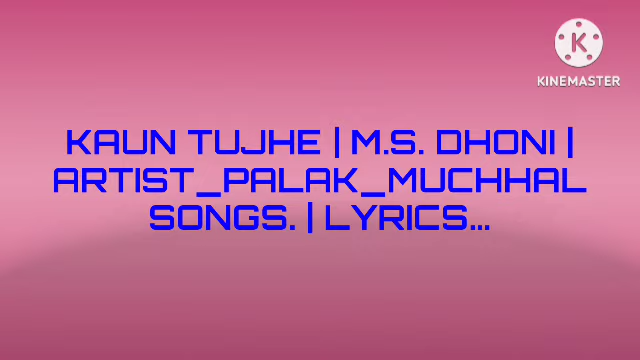 K
KINEMASTER
KAUN TUJHE | M.S. DHONI |
ARTIST_PALAK_MUCHHAL
SONGS. | LYRICS...